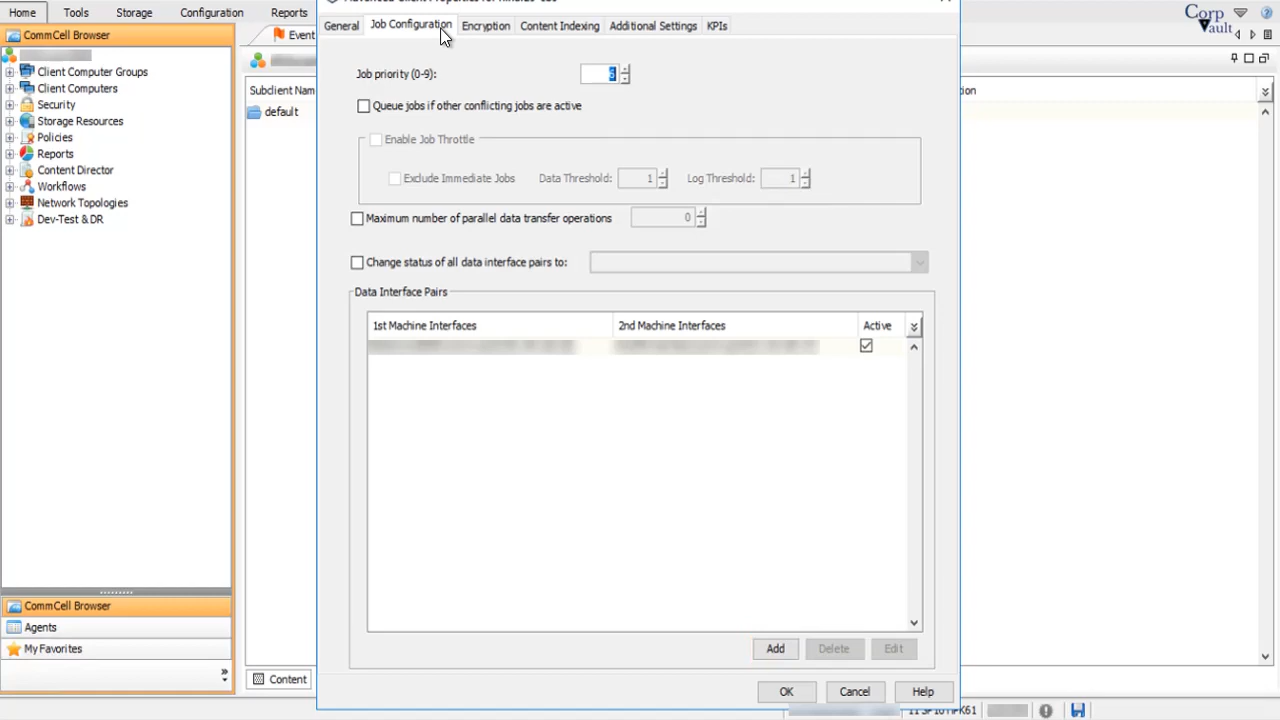 Home Tools Storage Configuration Reports
Corp
Vault
CommCell Browser
Client Computer Groups
Client Computers
Security
Storage Resources
Policies
Reports
Content Director
Workflows
Network Topologies
Dev-Test & DR
CommCell Browser
Agents
My Favorites
Event
Subclient Nam
default
Content
General Job Configuration Encryption Content Indexing Additional Settings KPIs
Job priority (0-9): 6
Queue jobs if other conflicting jobs are active
Enable Job Throttle
Exclude Immediate Jobs Data Threshold: 1 Log Threshold: 1
Maximum number of parallel data transfer operations 0
Change status of all data interface pairs to:
Data Interface Pairs
1st Machine Interfaces 2nd Machine Interfaces Active
Add Delete Edit
OK Cancel Help